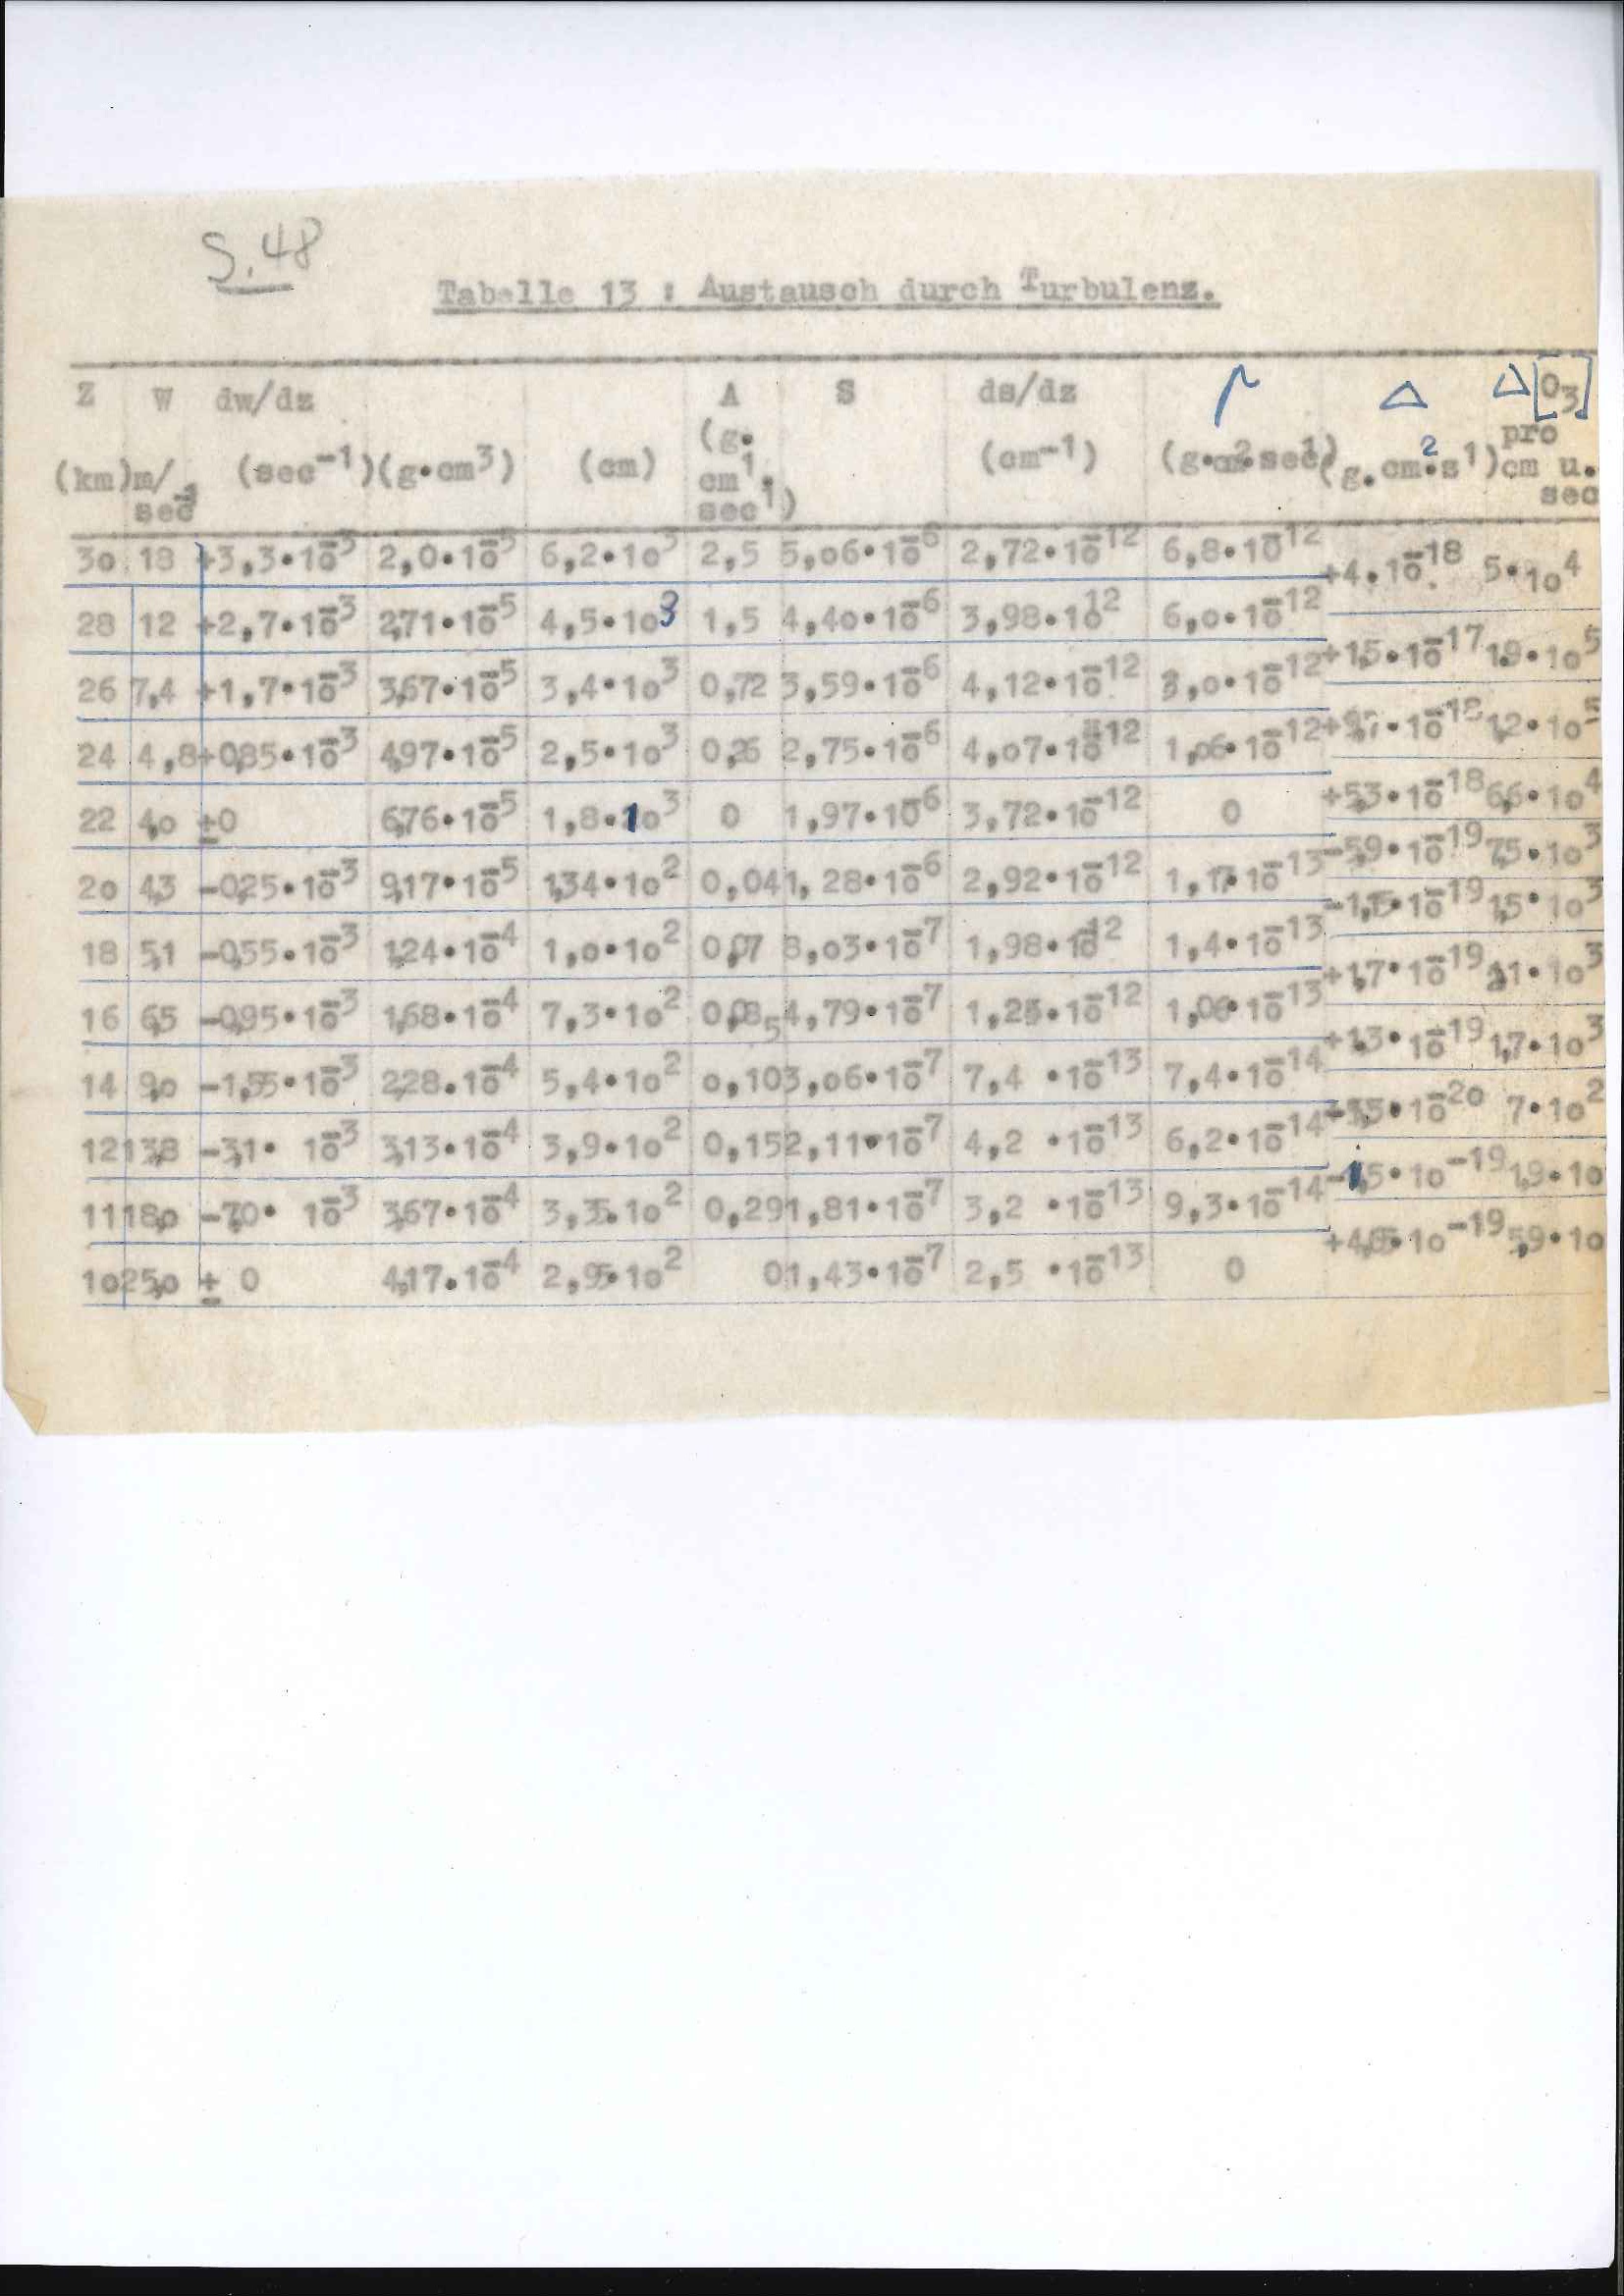 S. 48
Tabelle 13 : Austausch durch Turbulenz.
Z W dw/dz A S ds/dz Δ Δ[O₃]
(km) m/sec (sec⁻¹) (g•cm³) (cm) (g•cm¹•sec¹) (cm⁻¹) (g•cm²•sec¹) (g.cm²•s¹) pro cm u. sec
30 18 +3,3•10⁻³ 2,0•10⁻⁵ 6,2•10³ 2,5 5,06•10⁻⁶ 2,72•10⁻¹² 6,8•10⁻¹²
+4•10⁻¹⁸ 5•10⁴
28 12 +2,7•10⁻³ 2,71•10⁻⁵ 4,5•10³ 1,5 4,40•10⁻⁶ 3,98•10⁻¹² 6,0•10⁻¹²
+1,5•10⁻¹⁷ 1,9•10⁵
26 7,4 +1,7•10⁻³ 3,67•10⁻⁵ 3,4•10³ 0,72 3,59•10⁻⁶ 4,12•10⁻¹² 3,0•10⁻¹²
•10⁻¹⁸ 1,2•10⁵
24 4,8 +0,85•10⁻³ 4,97•10⁻⁵ 2,5•10³ 0,26 2,75•10⁻⁶ 4,07•10⁻¹² 1,06•10⁻¹²
+5,3•10⁻¹⁸ 6,6•10⁴
22 4,0 ±0 6,76•10⁻⁵ 1,8•10³ 0 1,97•10⁻⁶ 3,72•10⁻¹² 0
-5,9•10⁻¹⁹ 7,5•10³
20 4,3 -0,25•10⁻³ 9,17•10⁻⁵ 1,34•10² 0,04 1,28•10⁻⁶ 2,92•10⁻¹² 1,17•10⁻¹³
-1,15•10⁻¹⁹ 1,5•10³
18 5,1 -0,55•10⁻³ 1,24•10⁻⁴ 1,0•10² 0,07 8,03•10⁻⁷ 1,98•10⁻¹² 1,4•10⁻¹³
+1,7•10⁻¹⁹ 2,1•10³
16 6,5 -0,95•10⁻³ 1,68•10⁻⁴ 7,3•10² 0,08₅ 4,79•10⁻⁷ 1,25•10⁻¹² 1,06•10⁻¹³
+1,3•10⁻¹⁹ 1,7•10³
14 9,0 -1,55•10⁻³ 2,28•10⁻⁴ 5,4•10² 0,10 3,06•10⁻⁷ 7,4 •10⁻¹³ 7,4•10⁻¹⁴
+5,5•10⁻²⁰ 7•10²
12 13,8 -3,1• 10⁻³ 3,13•10⁻⁴ 3,9•10² 0,15 2,11•10⁻⁷ 4,2 •10⁻¹³ 6,2•10⁻¹⁴
-1,5•10⁻¹⁹ 1,9•10
11 18,0 -7,0• 10⁻³ 3,67•10⁻⁴ 3,35•10² 0,29 1,81•10⁻⁷ 3,2 •10⁻¹³ 9,3•10⁻¹⁴
+4,65•10⁻¹⁹ 5,9•10
10 25,0 ± 0 4,17•10⁻⁴ 2,95•10² 0 1,43•10⁻⁷ 2,5 •10⁻¹³ 0